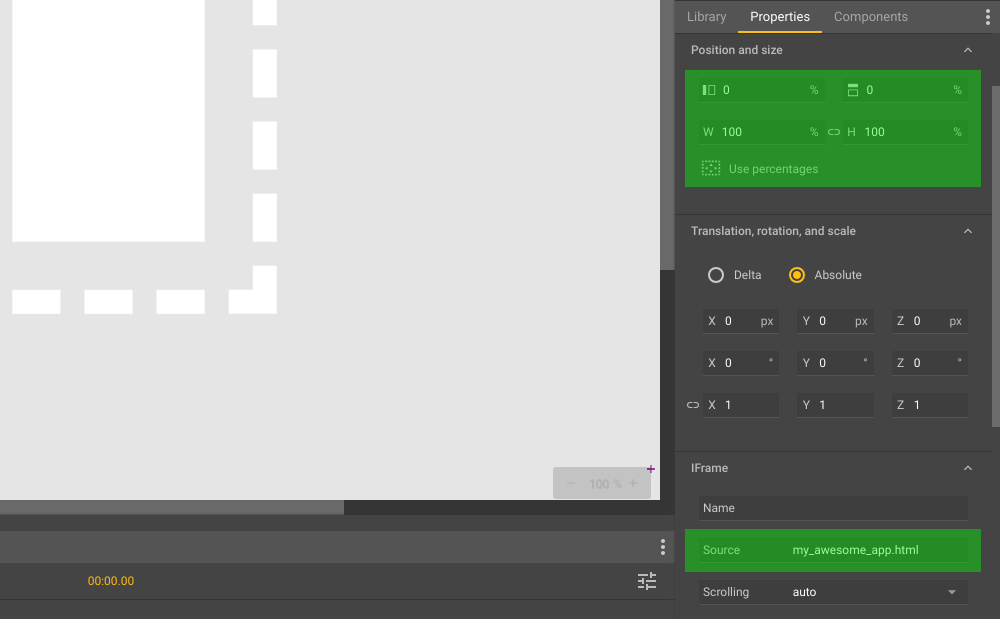 Library Properties Components
Position and size
0 % 0 %
W 100 % H 100 %
Use percentages
Translation, rotation, and scale
Delta Absolute
X 0 px Y 0 px Z 0 px
X 0 ° Y 0 ° Z 0 °
X 1 Y 1 Z 1
IFrame
Name
Source my_awesome_app.html
Scrolling auto
− 100 % +
00:00.00